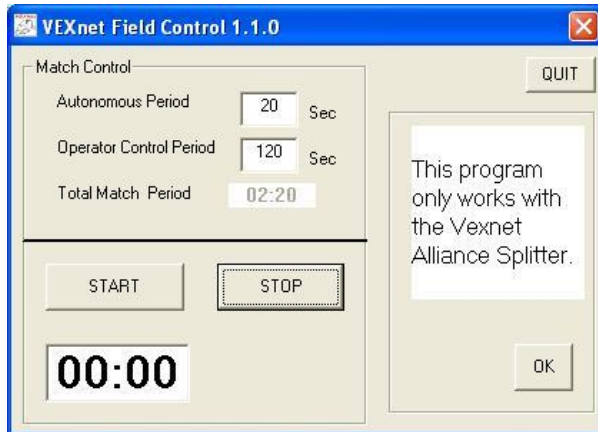 VEXnet Field Control 1.1.0
Match Control
Autonomous Period 20 Sec
Operator Control Period 120 Sec
Total Match Period 02:20
START STOP
00:00
QUIT
This program
only works with
the Vexnet
Alliance Splitter.
OK